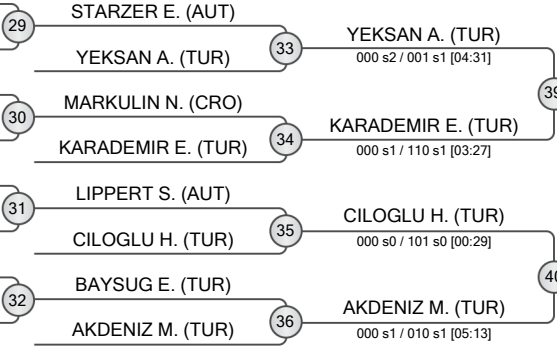 STARZER E. (AUT)
29
YEKSAN A. (TUR)
33
YEKSAN A. (TUR)
000 s2 / 001 s1 [04:31]
39
MARKULIN N. (CRO)
30
KARADEMIR E. (TUR)
34
KARADEMIR E. (TUR)
000 s1 / 110 s1 [03:27]
LIPPERT S. (AUT)
31
CILOGLU H. (TUR)
35
CILOGLU H. (TUR)
000 s0 / 101 s0 [00:29]
40
BAYSUG E. (TUR)
32
AKDENIZ M. (TUR)
36
AKDENIZ M. (TUR)
000 s1 / 010 s1 [05:13]